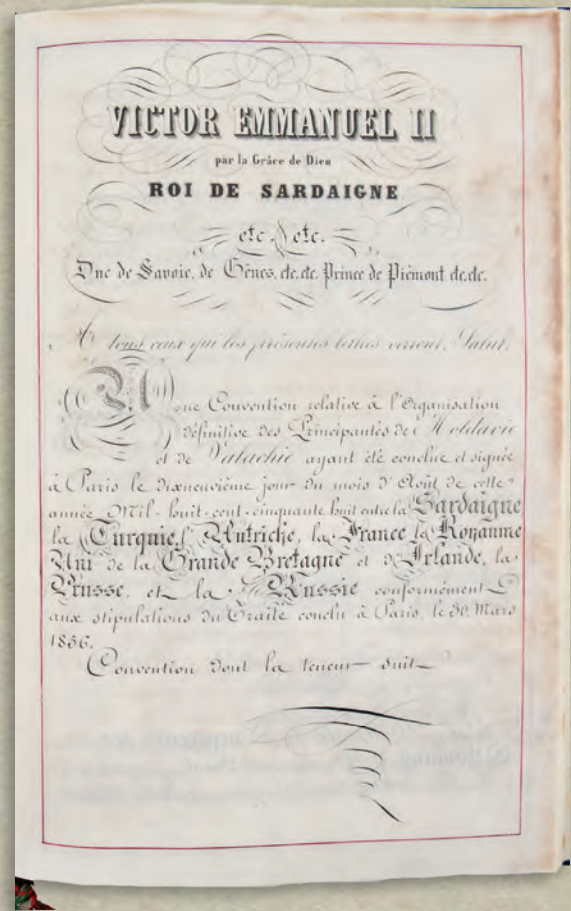 VICTOR EMMANUEL II
par la Grâce de Dieu
ROI DE SARDAIGNE
etc. etc.
Duc de Savoie, de Gênes, etc. etc. Prince de Piémont etc. etc.
A tous ceux qui les présentes lettres verront, Salut.
Une Convention relative à l'Organisation
définitive des Principautés de Moldavie
et de Valachie ayant été conclue et signée
à Paris le dixneuvième jour du mois d'Août de cette
année Mil-huit-cent-cinquante huit entre la Sardaigne
la Turquie, l'Autriche, la France le Royaume
Uni de la Grande Bretagne et d'Irlande, la
Prusse, et la Russie conformément
aux stipulations du Traité conclu à Paris, le 30, Mars
1856.
Convention dont la teneur suit